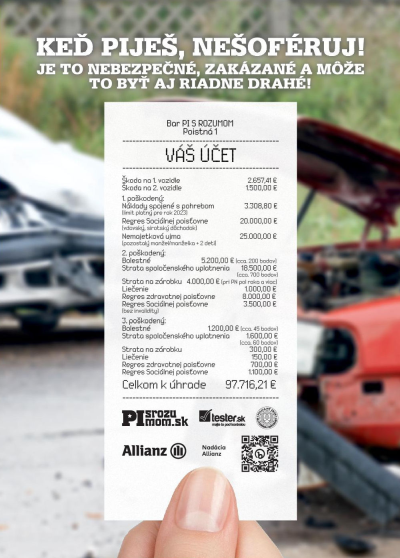 KEĎ PIJEŠ, NEŠOFÉRUJ!
JE TO NEBEZPEČNÉ, ZAKÁZANÉ A MÔŽE
TO BYŤ AJ RIADNE DRAHÉ!
Bar PI S ROZUMOM
Poistná 1
VÁŠ ÚČET
Škoda na 1. vozidle 2.657,41 €
Škoda na 2. vozidle 1.500,00 €
1. poškodený:
Náklady spojené s pohrebom 3.308,80 €
(limit platný pre rok 2023)
Regres Sociálnej poisťovne 20.000,00 €
(vdovský, sirotský dôchodok)
Nemajetková ujma 25.000,00 €
(pozostalý manžel/manželka + 2 deti)
2. poškodený:
Bolestné 5.200,00 € (cca. 200 bodov)
Strata spoločenského uplatnenia 18.500,00 €
(cca. 700 bodov)
Strata na zárobku 4.000,00 € (pri PN pol roka a viac)
Liečenie 1.000,00 €
Regres zdravotnej poisťovne 8.000,00 €
Regres Sociálnej poisťovne 3.500,00 €
(bez invalidity)
3. poškodený:
Bolestné 1.200,00 € (cca. 45 bodov)
Strata spoločenského uplatnenia 1.600,00 €
(cca. 60 bodov)
Strata na zárobku 300,00 €
Liečenie 150,00 €
Regres zdravotnej poisťovne 700,00 €
Regres Sociálnej poisťovne 1.100,00 €
Celkom k úhrade 97.716,21 €
PI srozu
mom.sk
tester.sk
Allianz
Nadácia
Allianz